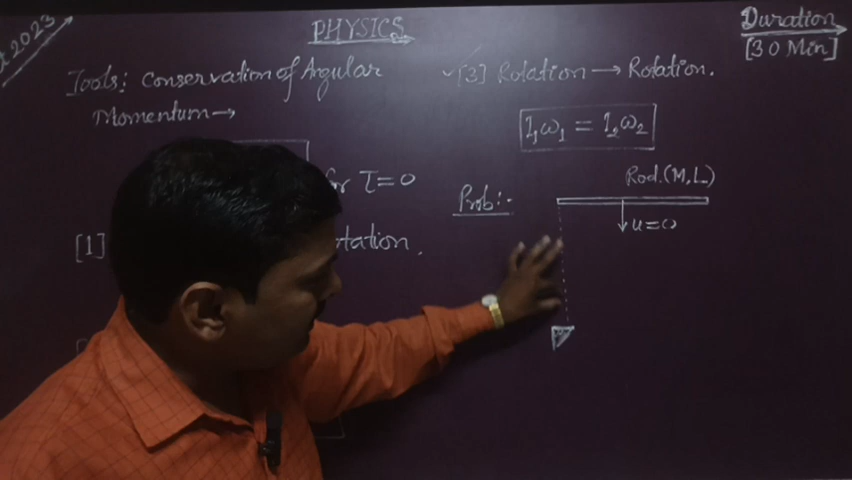 2023
PHYSICS
Duration
[30 Min]
Tools: Conservation of Angular
Momentum→
for τ=0
[1]
tation.
✓[3] Rotation → Rotation.
I₁ω₁ = I₂ω₂
Prob:-
Rod.(M,L)
u=0